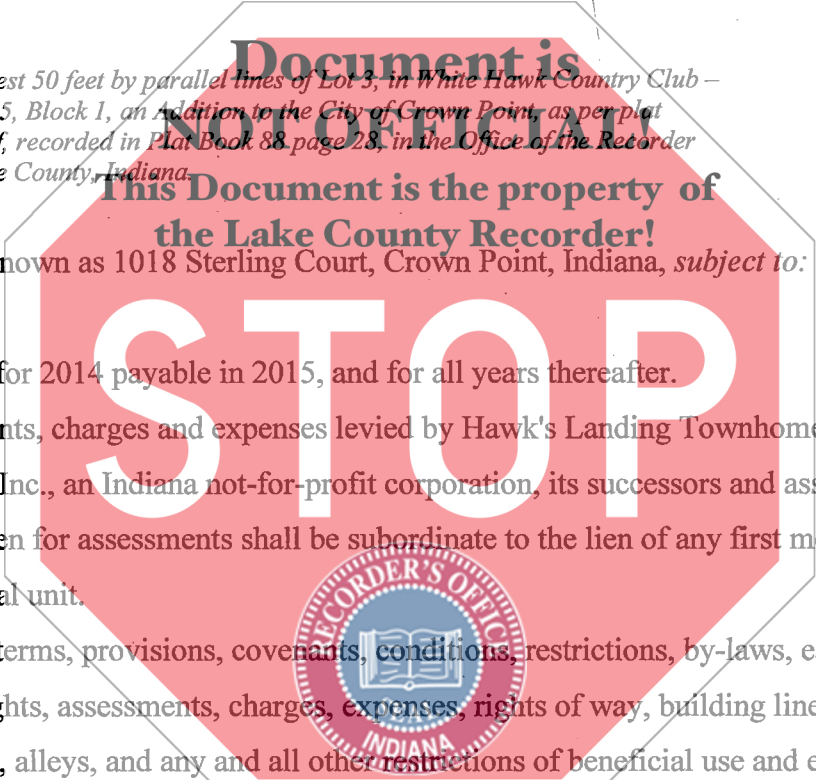 Document is
est 50 feet by parallel lines of Lot 3, in White Hawk Country Club –
5, Block 1, an Addition to the City of Crown Point, as per plat
NOT OFFICIAL!
f, recorded in Plat Book 88 page 28, in the Office of the Recorder
e County, Indiana.
This Document is the property of
the Lake County Recorder!
nown as 1018 Sterling Court, Crown Point, Indiana, subject to:
STOP
for 2014 payable in 2015, and for all years thereafter.
nts, charges and expenses levied by Hawk's Landing Townhome
Inc., an Indiana not-for-profit corporation, its successors and ass
en for assessments shall be subordinate to the lien of any first m
al unit.
RECORDER'S OFFIC
terms, provisions, covenants, conditions, restrictions, by-laws, e
ghts, assessments, charges, expenses, rights of way, building line
INDIANA
, alleys, and any and all other restrictions of beneficial use and e